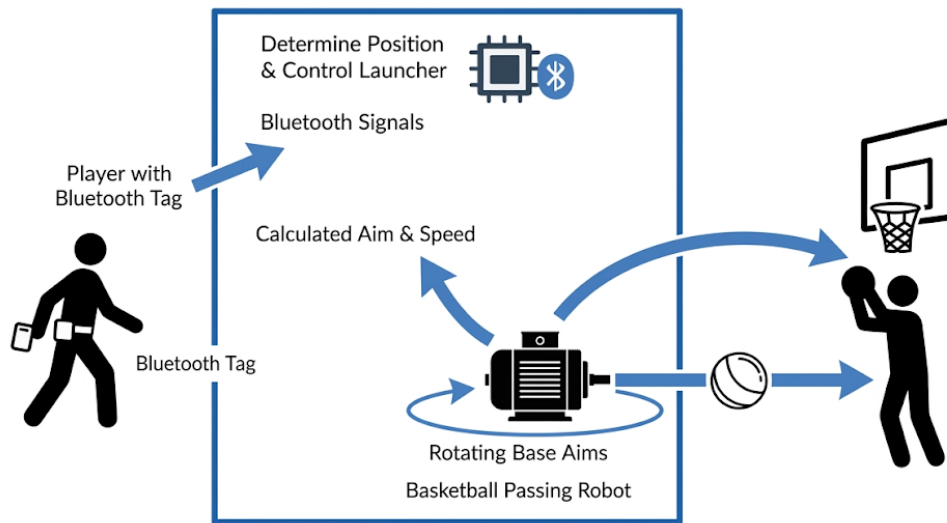 Determine Position
& Control Launcher
Bluetooth Signals
Player with
Bluetooth Tag
Calculated Aim & Speed
Bluetooth Tag
Rotating Base Aims
Basketball Passing Robot